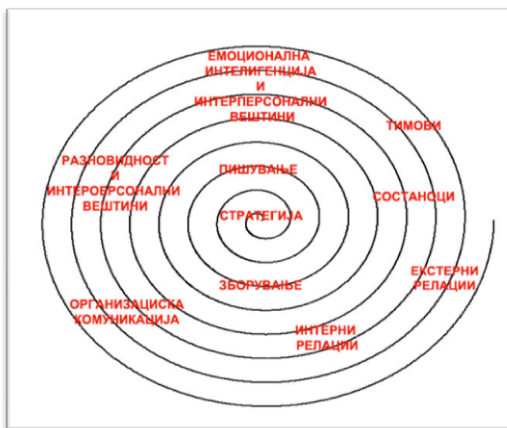 ЕМОЦИОНАЛНА
ИНТЕЛИГЕНЦИЈА
И
ИНТЕРПЕРСОНАЛНИ
ВЕШТИНИ
ТИМОВИ
РАЗНОВИДНОСТ
И
ИНТЕРОЕРСОНАЛНИ
ВЕШТИНИ
ПИШУВАЊЕ
СОСТАНОЦИ
СТРАТЕГИЈА
ЕКСТЕРНИ
РЕЛАЦИИ
ЗБОРУВАЊЕ
ОРГАНИЗАЦИСКА
КОМУНИКАЦИЈА
ИНТЕРНИ
РЕЛАЦИИ